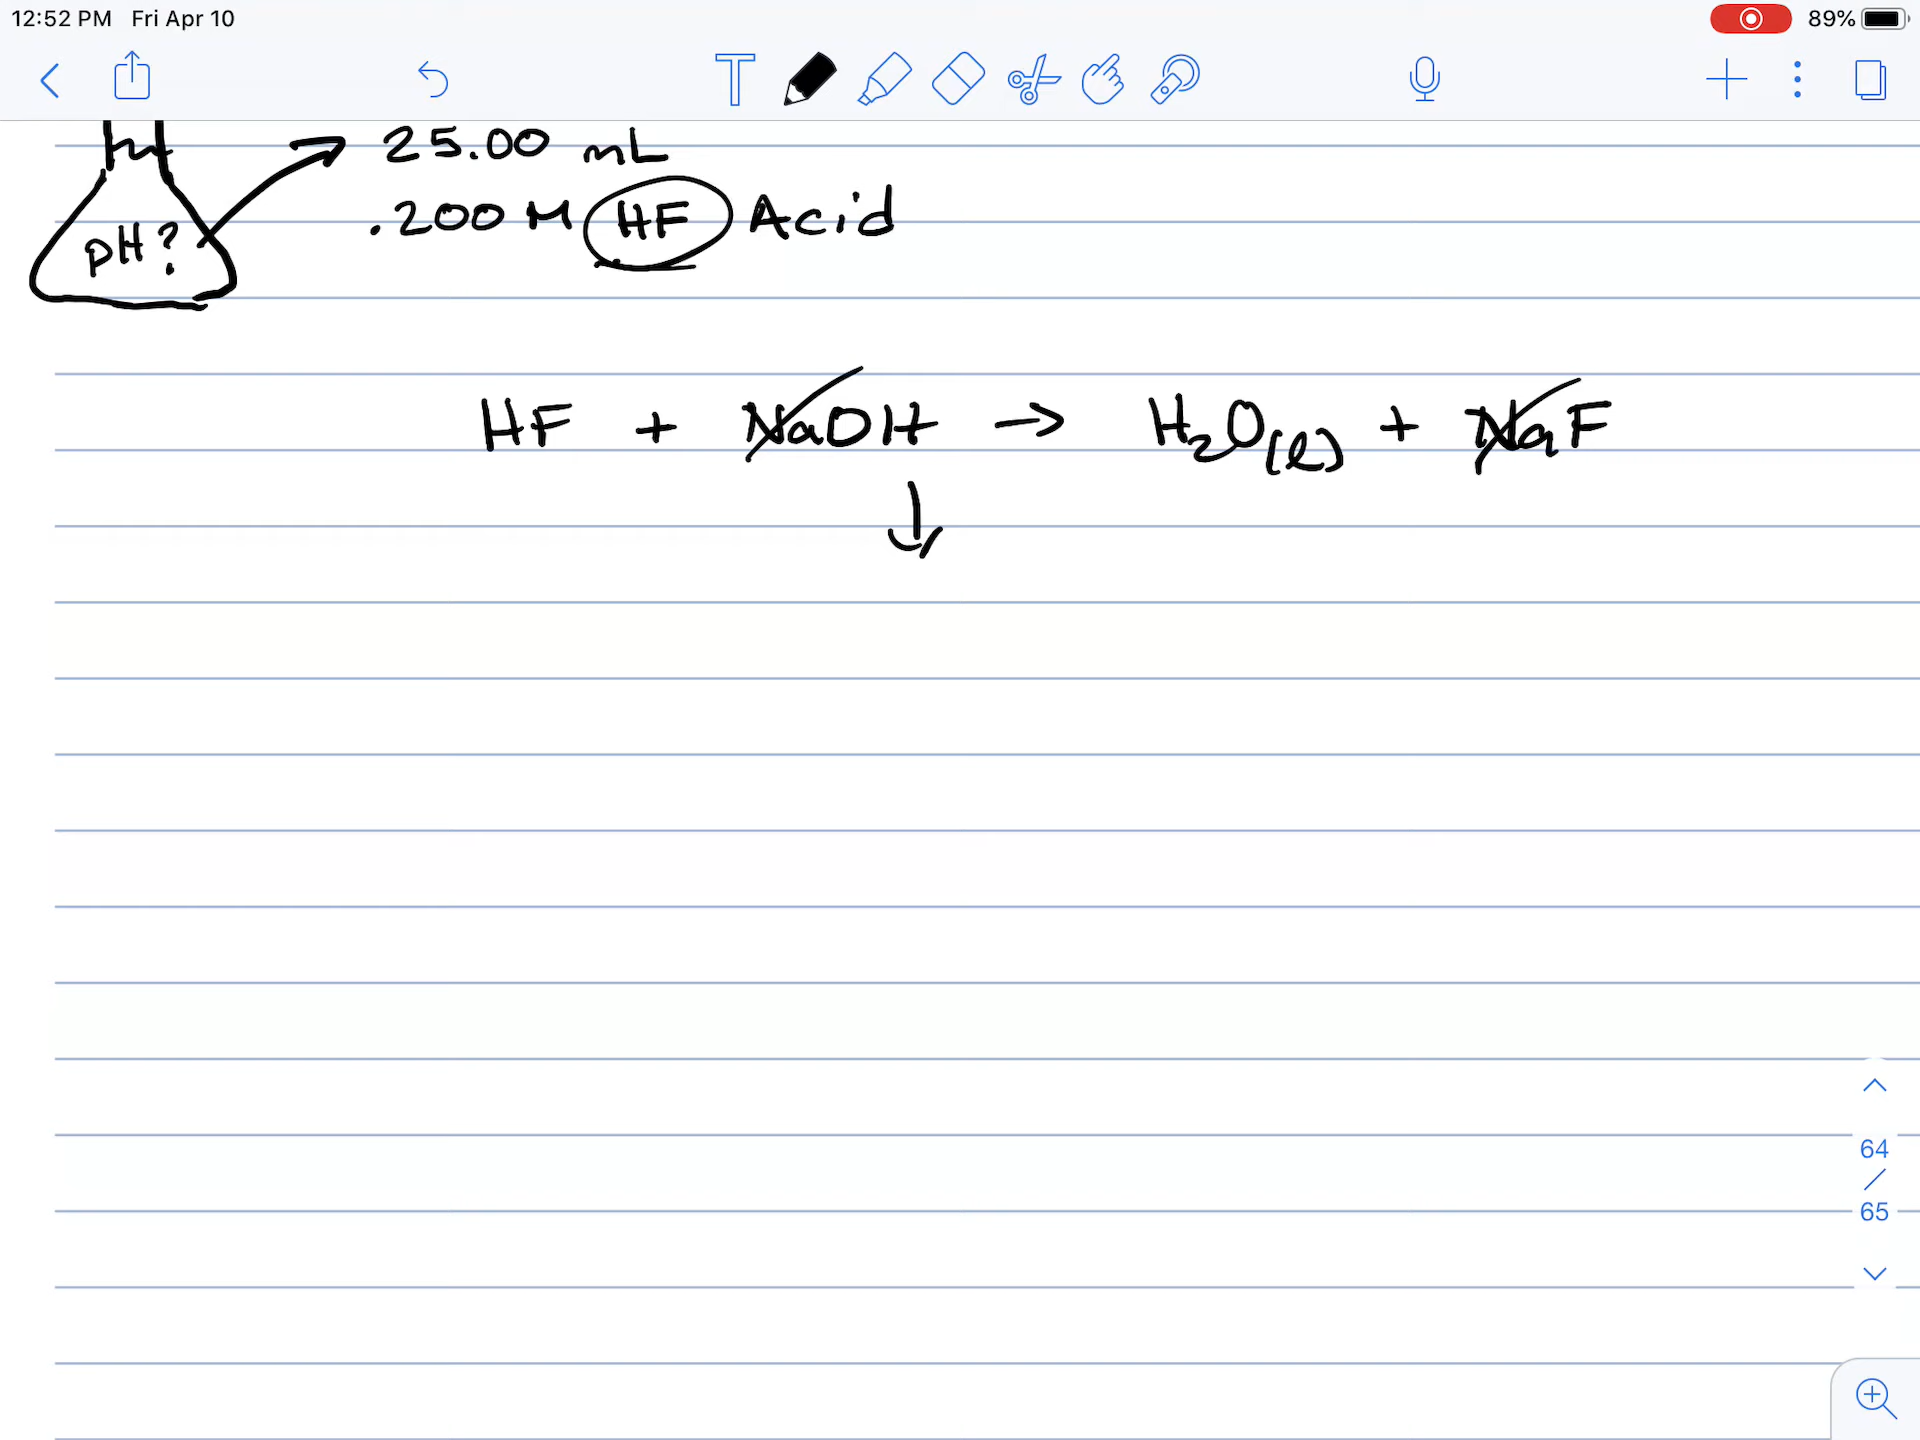 12:52 PM Fri Apr 10 89%
T
25.00 mL
.200 M HF Acid
pH?
HF + NaOH → H₂O(l) + NaF
↓
64
/
65